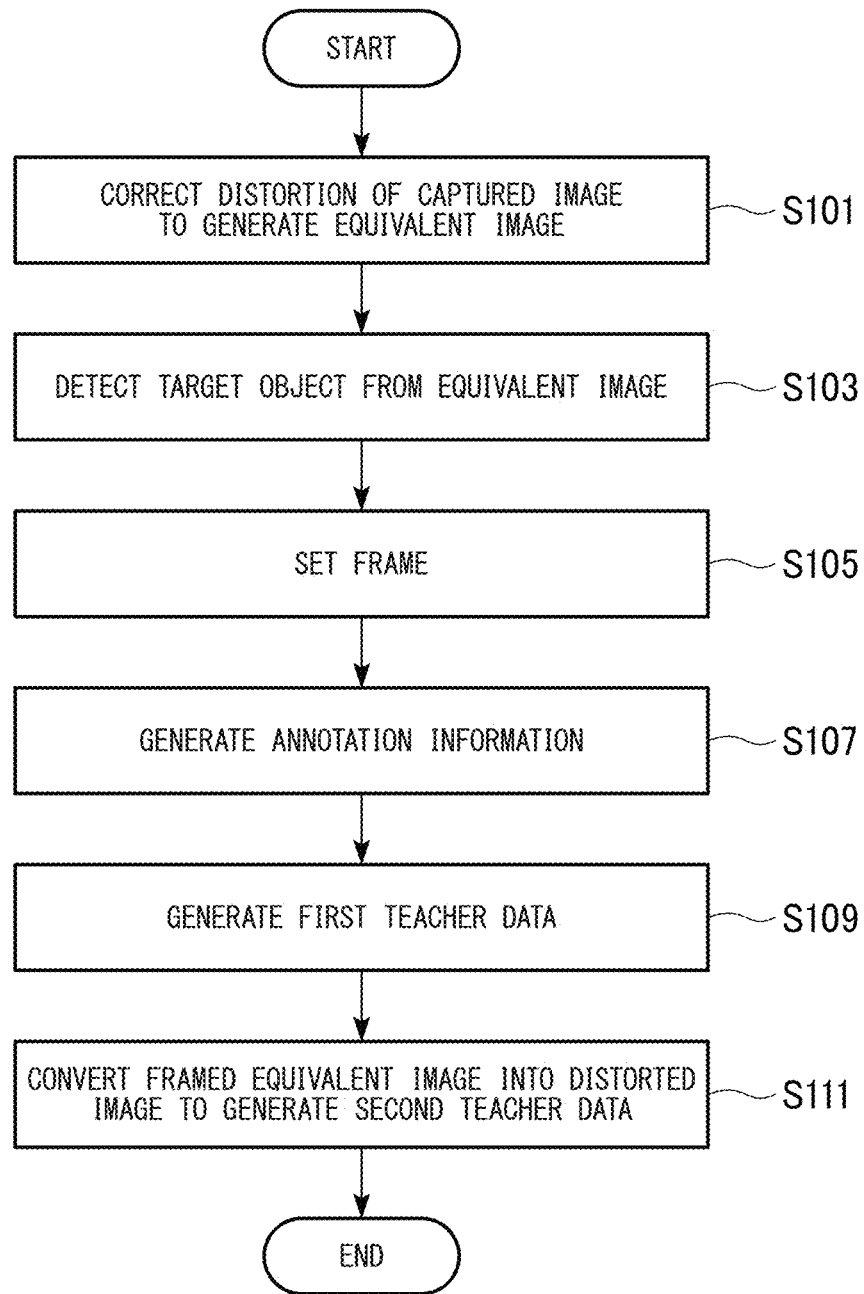 START
CORRECT DISTORTION OF CAPTURED IMAGE
TO GENERATE EQUIVALENT IMAGE
S101
DETECT TARGET OBJECT FROM EQUIVALENT IMAGE
S103
SET FRAME
S105
GENERATE ANNOTATION INFORMATION
S107
GENERATE FIRST TEACHER DATA
S109
CONVERT FRAMED EQUIVALENT IMAGE INTO DISTORTED
IMAGE TO GENERATE SECOND TEACHER DATA
S111
END